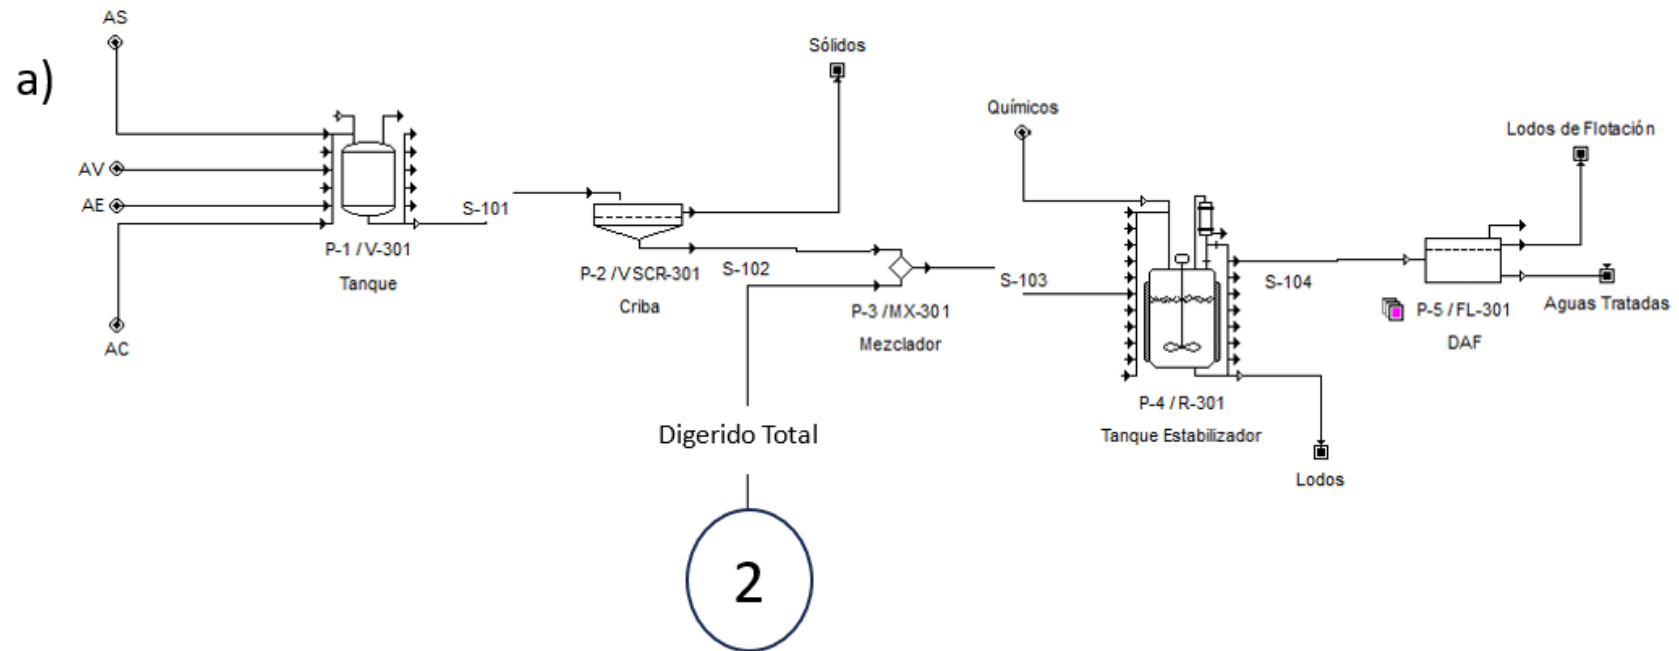 a)
AS
AV
AE
AC
P-1 / V-301
Tanque
S-101
Sólidos
P-2 / VSCR-301
Criba
S-102
P-3 / MX-301
Mezclador
Digerido Total
2
S-103
Químicos
P-4 / R-301
Tanque Estabilizador
Lodos
S-104
Lodos de Flotación
P-5 / FL-301
DAF
Aguas Tratadas